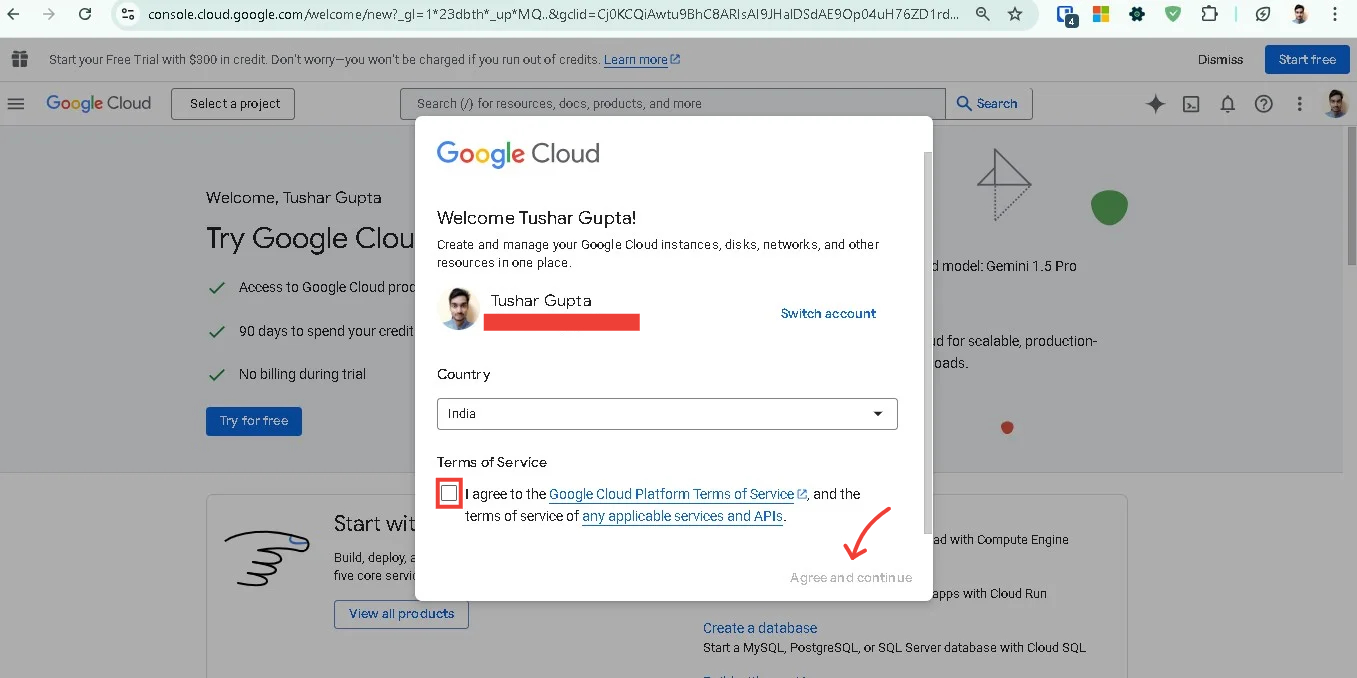 console.cloud.google.com/welcome/new?_gl=1*23dbth*_up*MQ..&gclid=Cj0KCQiAwtu9BhC8ARIsAI9JHaIDSdAE9Op04uH76ZD1rd...
4
Start your Free Trial with $300 in credit. Don't worry—you won't be charged if you run out of credits. Learn more
Dismiss
Start free
Google Cloud
Select a project
Search (/) for resources, docs, products, and more
Search
Welcome, Tushar Gupta
Try Google Clou
Access to Google Cloud prod
90 days to spend your credit
No billing during trial
Try for free
Google Cloud
Welcome Tushar Gupta!
Create and manage your Google Cloud instances, disks, networks, and other
resources in one place.
Tushar Gupta
Switch account
Country
India
Terms of Service
I agree to the Google Cloud Platform Terms of Service, and the
terms of service of any applicable services and APIs.
Agree and continue
d model: Gemini 1.5 Pro
ud for scalable, production-
oads.
Start wit
Build, deploy, a
five core servic
View all products
ad with Compute Engine
apps with Cloud Run
Create a database
Start a MySQL, PostgreSQL, or SQL Server database with Cloud SQL